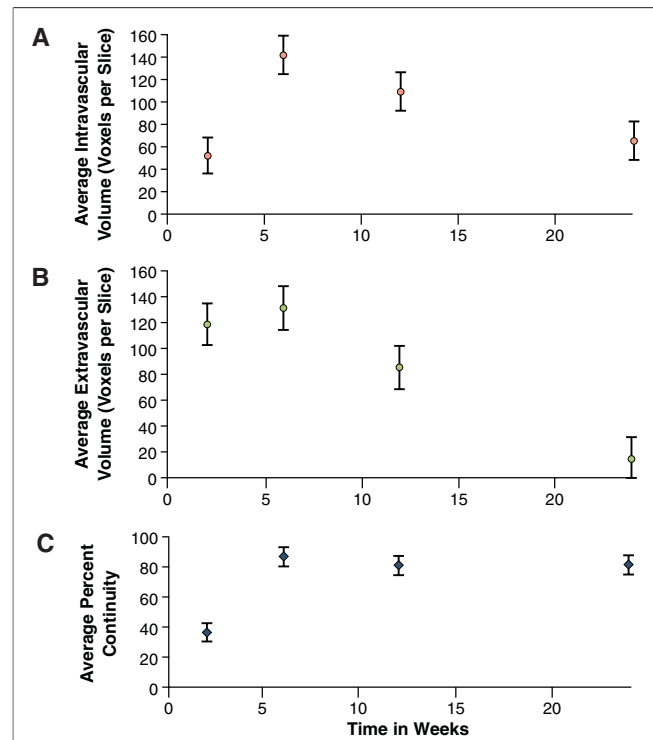 A
Average Intravascular
Volume (Voxels per Slice)
160
140
120
100
80
60
40
20
0
0 5 10 15 20
B
Average Extravascular
Volume (Voxels per Slice)
160
140
120
100
80
60
40
20
0
0 5 10 15 20
C
Average Percent
Continuity
100
80
60
40
20
0
0 5 10 15 20
Time in Weeks